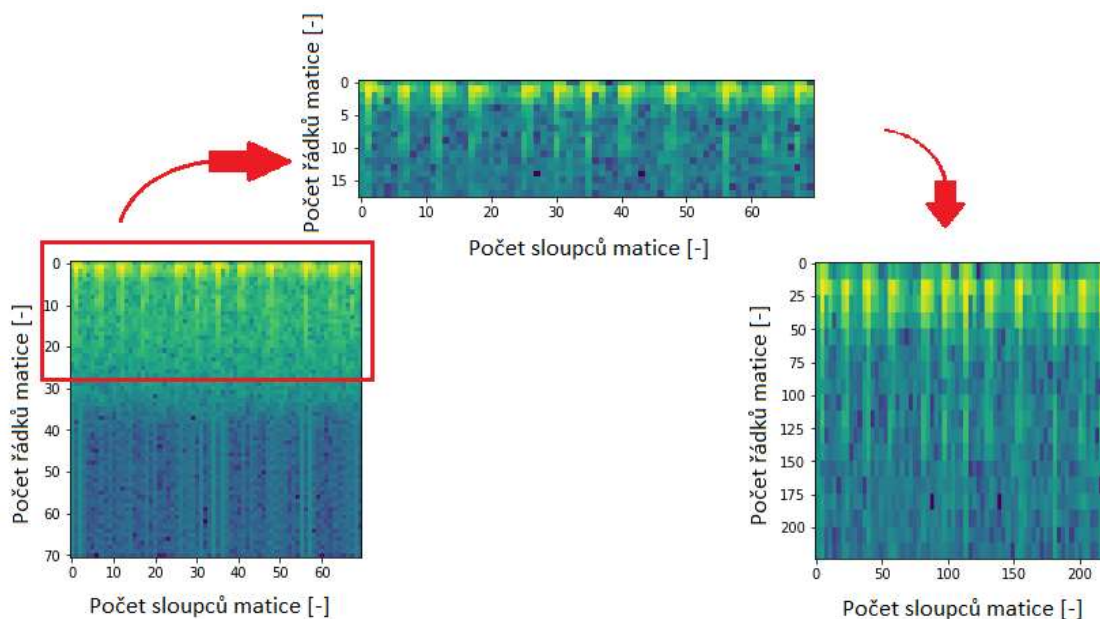 Počet řádků matice [-]
0
5
10
15
0 10 20 30 40 50 60
Počet sloupců matice [-]
Počet řádků matice [-]
0
10
20
30
40
50
60
70
0 10 20 30 40 50 60
Počet sloupců matice [-]
Počet řádků matice [-]
0
25
50
75
100
125
150
175
200
0 50 100 150 200
Počet sloupců matice [-]